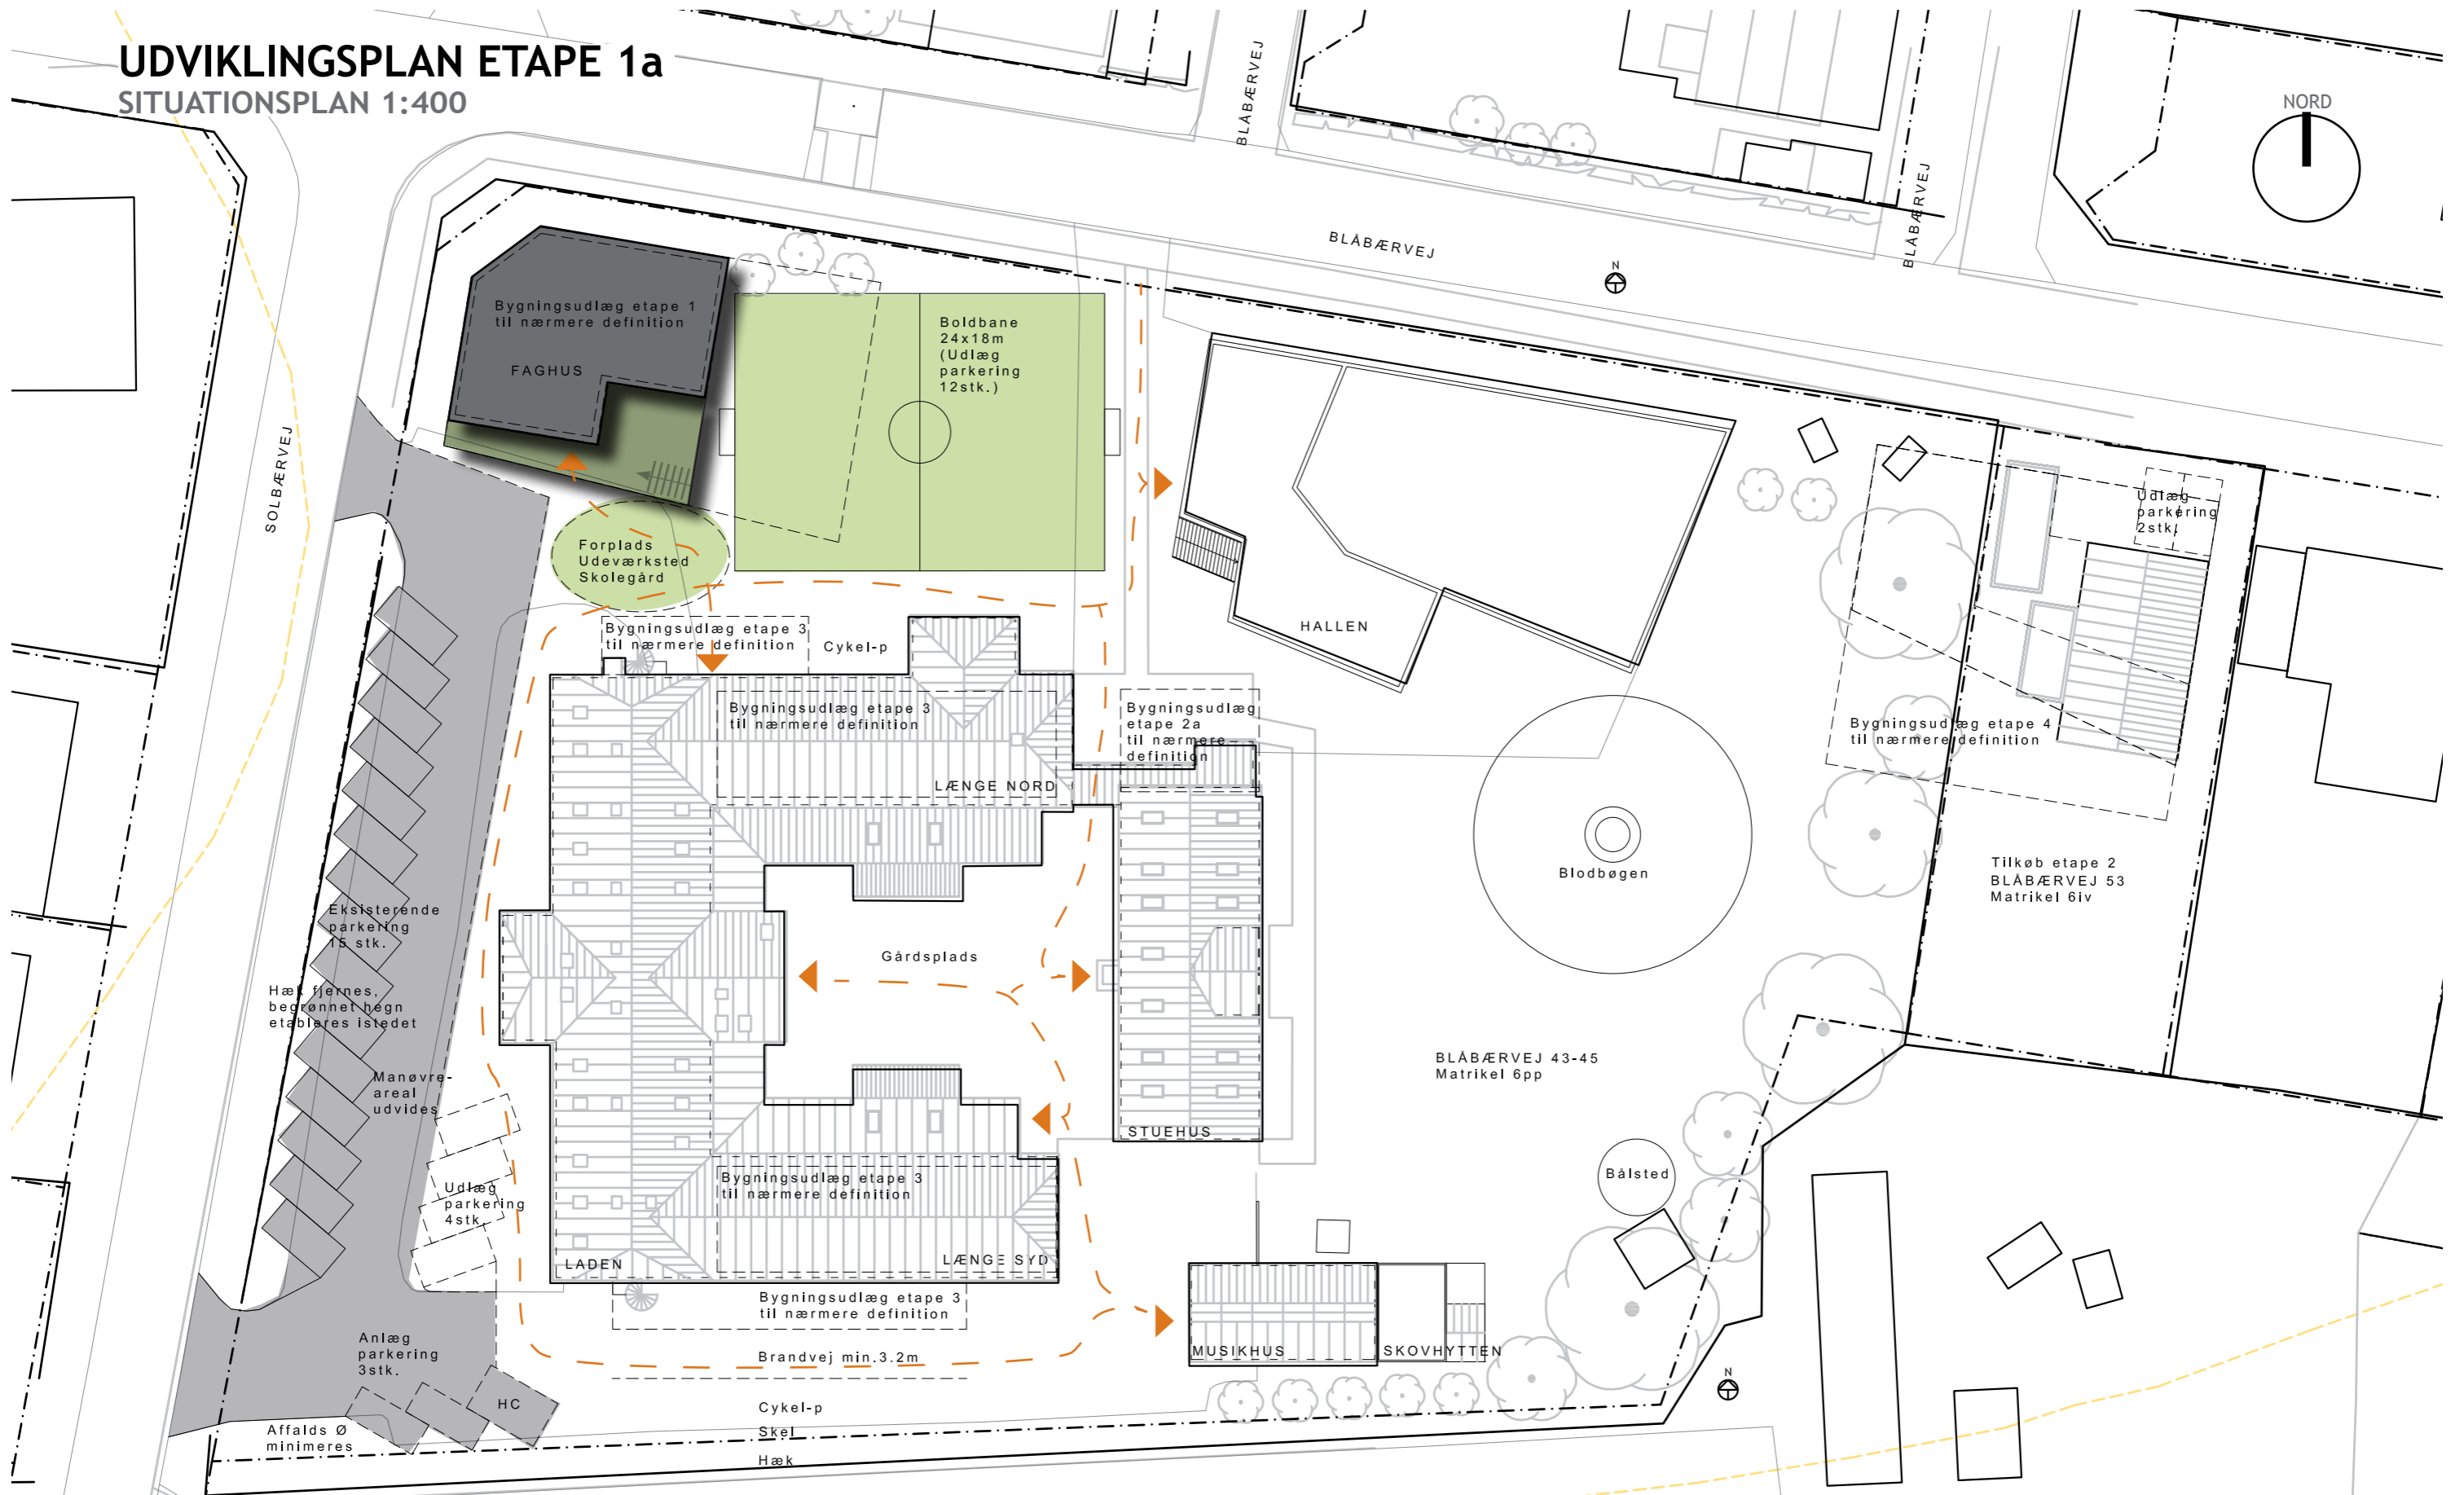 UDVIKLINGSPLAN ETAPE 1a
SITUATIONSPLAN 1:400
NORD
BLÅBÆRVEJ
BLÅBÆRVEJ
BLÅBÆRVEJ
N
SOLBÆRVEJ
Bygningsudlæg etape 1
til nærmere definition
FAGHUS
Boldbane
24x18m
(Udlæg
parkering
12stk.)
Forplads
Udeværksted
Skolegård
HALLEN
Udlæg
parkering
2stk.
Bygningsudlæg etape 3
til nærmere definition
Cykel-p
Bygningsudlæg etape 3
til nærmere definition
LÆNGE NORD
Bygningsudlæg
etape 2a
til nærmere
definition
Bygningsudlæg etape 4
til nærmere definition
Blodbøgen
Tilkøb etape 2
BLÅBÆRVEJ 53
Matrikel 6iv
Eksisterende
parkering
15 stk.
Gårdsplads
Hæk fjernes,
begrønnet hegn
etableres istedet
Manøvre-
areal
udvides
BLÅBÆRVEJ 43-45
Matrikel 6pp
STUEHUS
Bålsted
Udlæg
parkering
4stk.
Bygningsudlæg etape 3
til nærmere definition
LADEN
LÆNGE SYD
Bygningsudlæg etape 3
til nærmere definition
Brandvej min.3.2m
MUSIKHUS
SKOVHYTTEN
N
Anlæg
parkering
3stk.
HC
Cykel-p
Skel
Hæk
Affalds Ø
minimeres